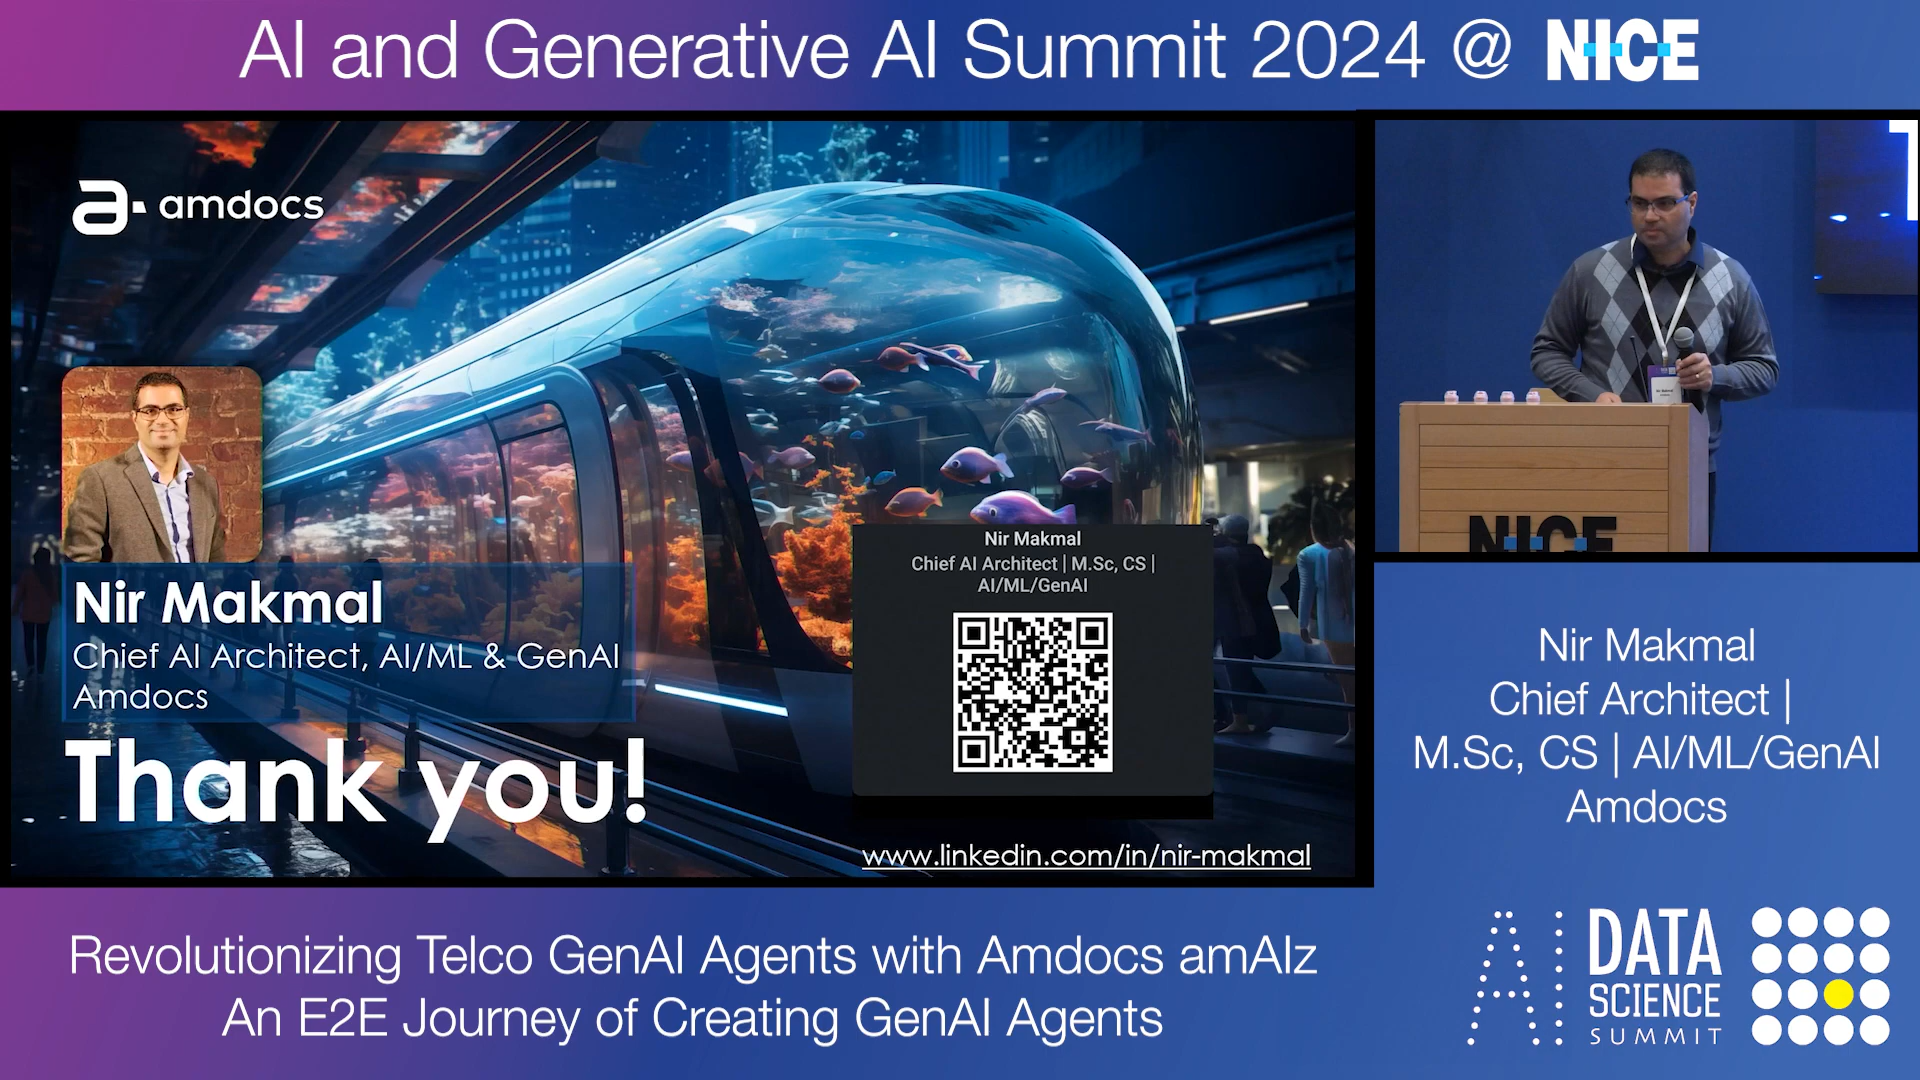 AI and Generative AI Summit 2024 @ NICE
amdocs
Nir Makmal
Chief AI Architect, AI/ML & GenAI
Amdocs
Thank you!
Nir Makmal
Chief AI Architect | M.Sc, CS |
AI/ML/GenAI
www.linkedin.com/in/nir-makmal
NICE
Nir Makmal
Chief Architect |
M.Sc, CS | AI/ML/GenAI
Amdocs
Revolutionizing Telco GenAI Agents with Amdocs amAIz
An E2E Journey of Creating GenAI Agents
AI DATA
SCIENCE
SUMMIT